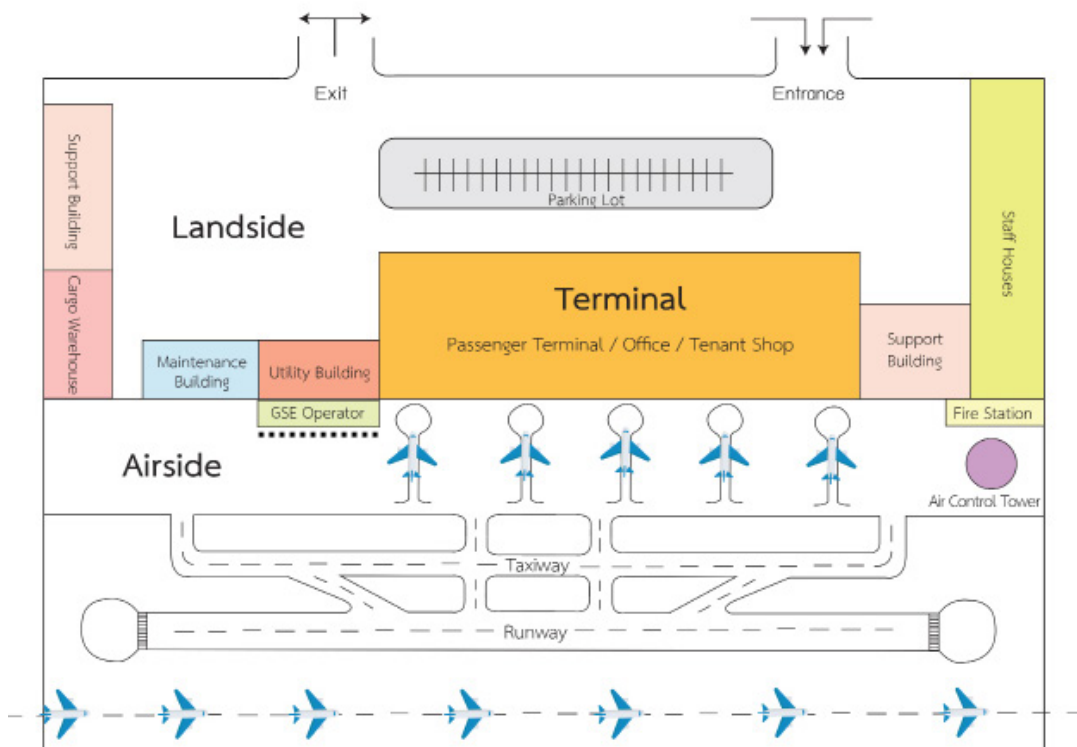 Exit
Entrance
Support Building
Parking Lot
Landside
Staff Houses
Cargo Warehouse
Terminal
Passenger Terminal / Office / Tenant Shop
Support
Building
Maintenance
Building
Utility Building
GSE Operator
Fire Station
Airside
Air Control Tower
Taxiway
Runway